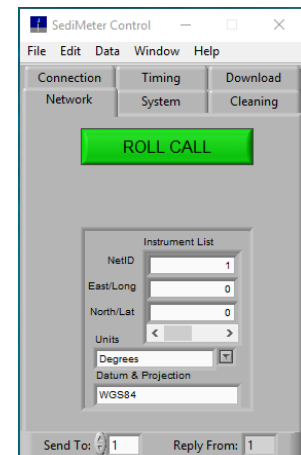 SediMeter Control
File Edit Data Window Help
Connection Timing Download
Network System Cleaning
ROLL CALL
Instrument List
NetID 1
East/Long 0
North/Lat 0
Units
Degrees
Datum & Projection
WGS84
Send To: 1 Reply From: 1